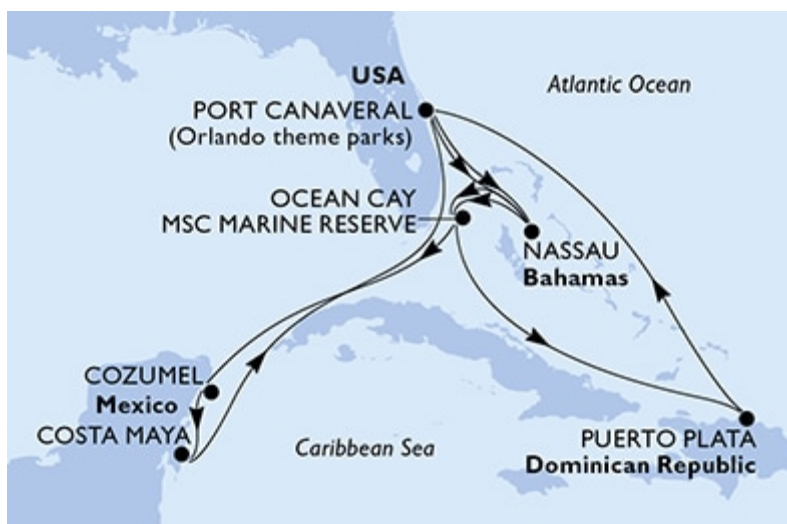 USA
Atlantic Ocean
PORT CANAVERAL
(Orlando theme parks)
OCEAN CAY
MSC MARINE RESERVE
NASSAU
Bahamas
COZUMEL
Mexico
COSTA MAYA
Caribbean Sea
PUERTO PLATA
Dominican Republic